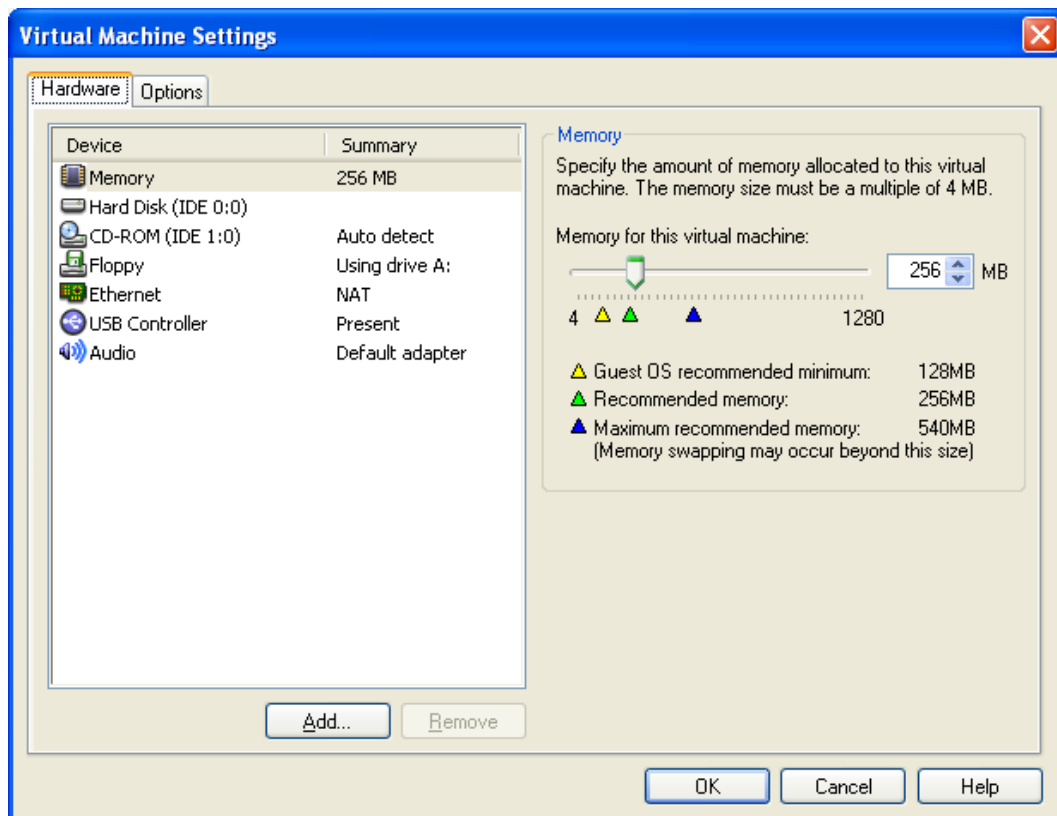 Virtual Machine Settings
Hardware Options
Device Summary
Memory 256 MB
Hard Disk (IDE 0:0)
CD-ROM (IDE 1:0) Auto detect
Floppy Using drive A:
Ethernet NAT
USB Controller Present
Audio Default adapter
Add... Remove
Memory
Specify the amount of memory allocated to this virtual
machine. The memory size must be a multiple of 4 MB.
Memory for this virtual machine:
256 MB
4 1280
Guest OS recommended minimum: 128MB
Recommended memory: 256MB
Maximum recommended memory: 540MB
(Memory swapping may occur beyond this size)
OK Cancel Help